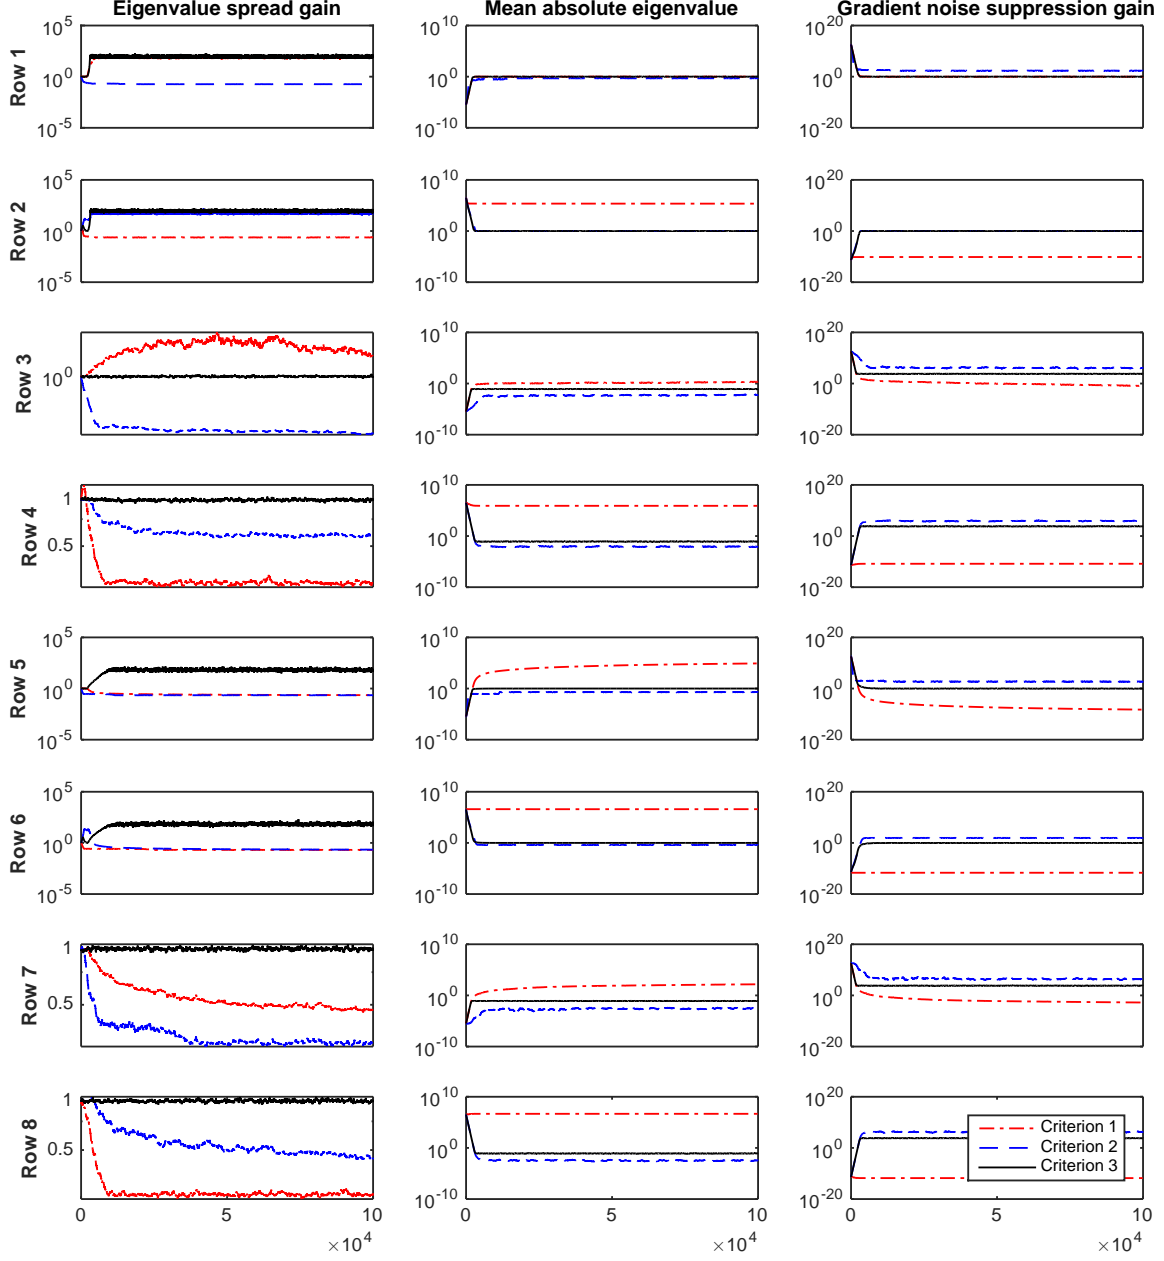 Eigenvalue spread gain Mean absolute eigenvalue Gradient noise suppression gain
Row 1
10^5 10^10 10^20
10^0 10^0 10^0
10^-5 10^-10 10^-20
Row 2
10^5 10^10 10^20
10^0 10^0 10^0
10^-5 10^-10 10^-20
Row 3
10^10 10^20
10^0 10^0 10^0
10^-10 10^-20
Row 4
1 10^10 10^20
0.5 10^0 10^0
10^-10 10^-20
Row 5
10^5 10^10 10^20
10^0 10^0 10^0
10^-5 10^-10 10^-20
Row 6
10^5 10^10 10^20
10^0 10^0 10^0
10^-5 10^-10 10^-20
Row 7
1 10^10 10^20
0.5 10^0 10^0
10^-10 10^-20
Row 8
1 10^10 10^20
0.5 10^0 10^0
10^-10 10^-20
Criterion 1
Criterion 2
Criterion 3
0 5 10 0 5 10 0 5 10
×10^4 ×10^4 ×10^4